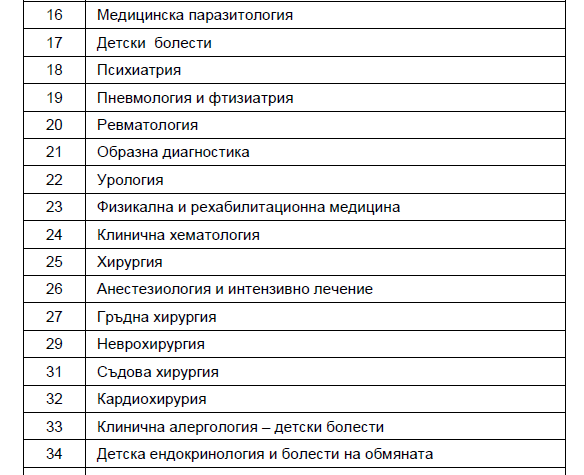 16 Медицинска паразитология
17 Детски болести
18 Психиатрия
19 Пневмология и фтизиатрия
20 Ревматология
21 Образна диагностика
22 Урология
23 Физикална и рехабилитационна медицина
24 Клинична хематология
25 Хирургия
26 Анестезиология и интензивно лечение
27 Гръдна хирургия
29 Неврохирургия
31 Съдова хирургия
32 Кардиохирурия
33 Клинична алергология – детски болести
34 Детска ендокринология и болести на обмяната